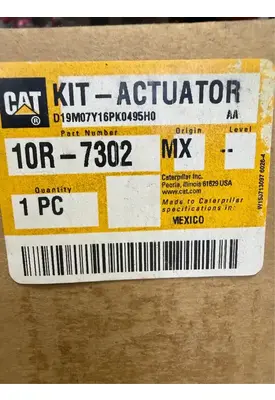 CAT®
KIT-ACTUATOR
D19M07Y16PK0495H0 AA
Part Number Origin Level
10R-7302 MX --
Quantity
1 PC
Caterpillar Inc.
Peoria, Illinois 61629 USA
www.cat.com
Made to Caterpillar
specifications in:
MEXICO